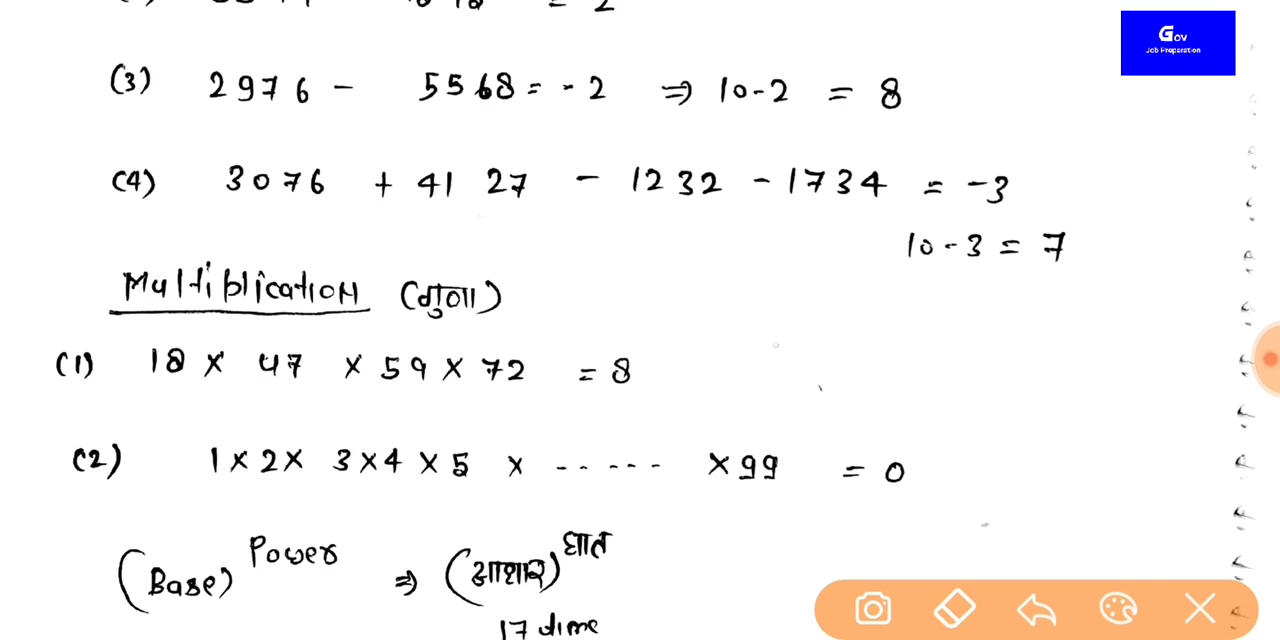 Gov
Job Preparation
(3) 2976 - 5568 = -2 ⇒ 10-2 = 8
(4) 3076 + 4127 - 1232 - 1734 = -3
10-3 = 7
Multiplication (गुणा)
(1) 18 × 47 × 59 × 72 = 8
(2) 1 × 2 × 3 × 4 × 5 × ...... × 99 = 0
(Base) Power ⇒ (आधार) घात
17 time